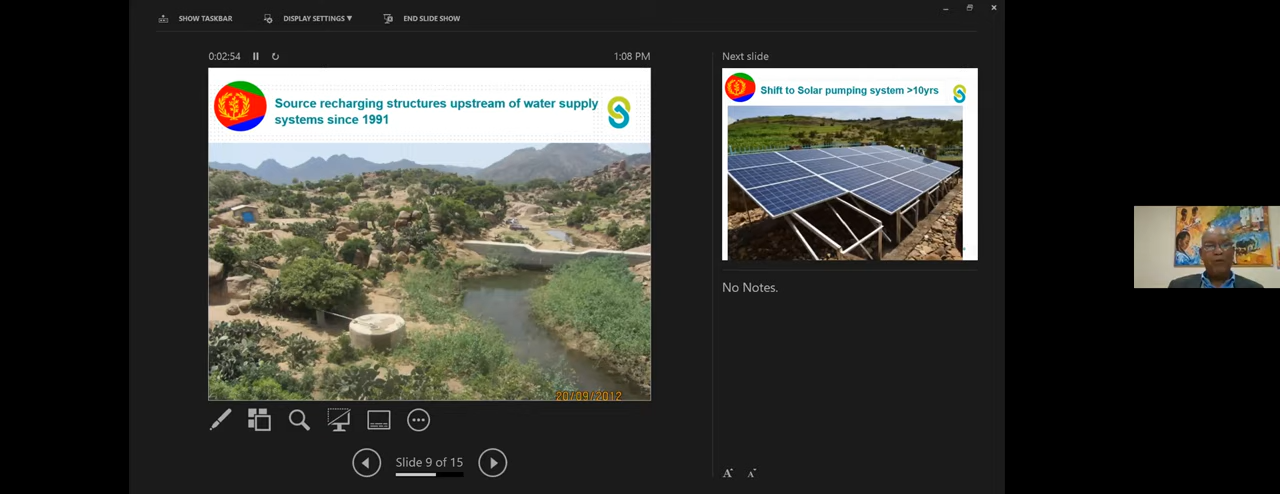 SHOW TASKBAR
DISPLAY SETTINGS ▼
END SLIDE SHOW
0:02:54
1:08 PM
Source recharging structures upstream of water supply
systems since 1991
20/09/2012
Slide 9 of 15
Next slide
Shift to Solar pumping system >10yrs
No Notes.
A
A